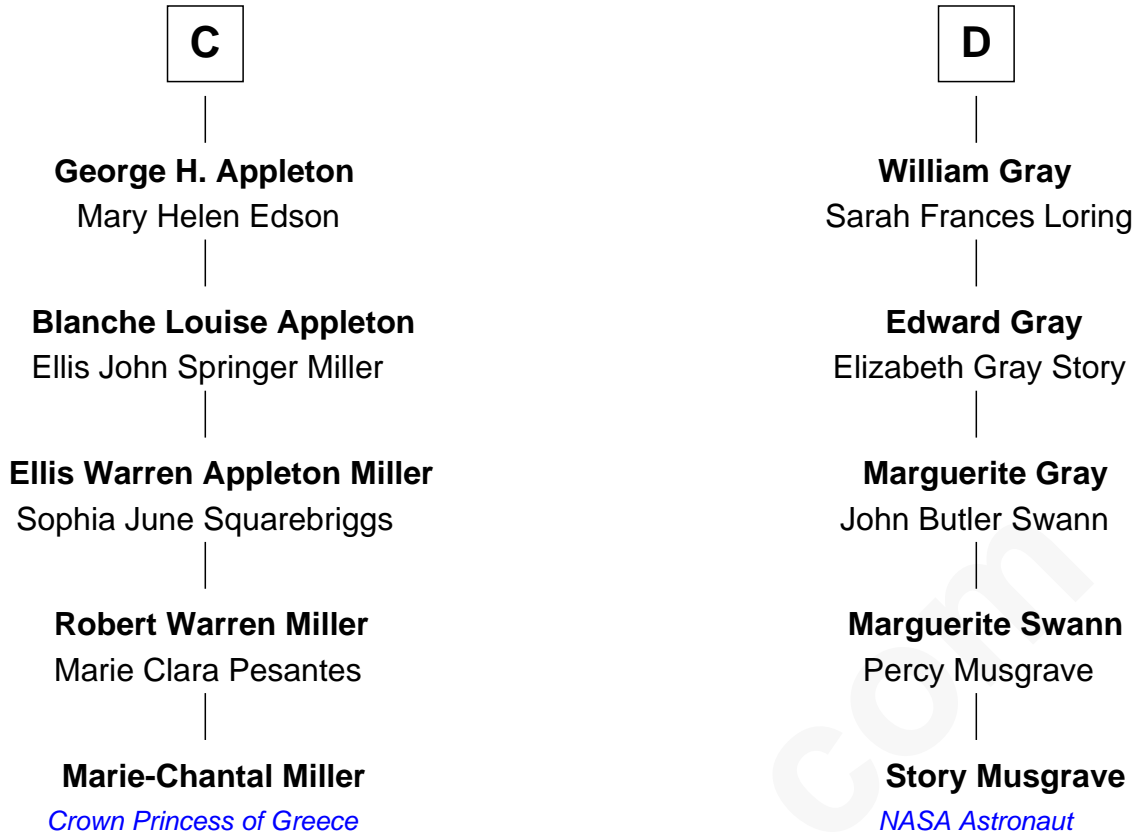 C
George H. Appleton
Mary Helen Edson
Blanche Louise Appleton
Ellis John Springer Miller
Ellis Warren Appleton Miller
Sophia June Squarebriggs
Robert Warren Miller
Marie Clara Pesantes
Marie-Chantal Miller
Crown Princess of Greece
D
William Gray
Sarah Frances Loring
Edward Gray
Elizabeth Gray Story
Marguerite Gray
John Butler Swann
Marguerite Swann
Percy Musgrave
Story Musgrave
NASA Astronaut
com